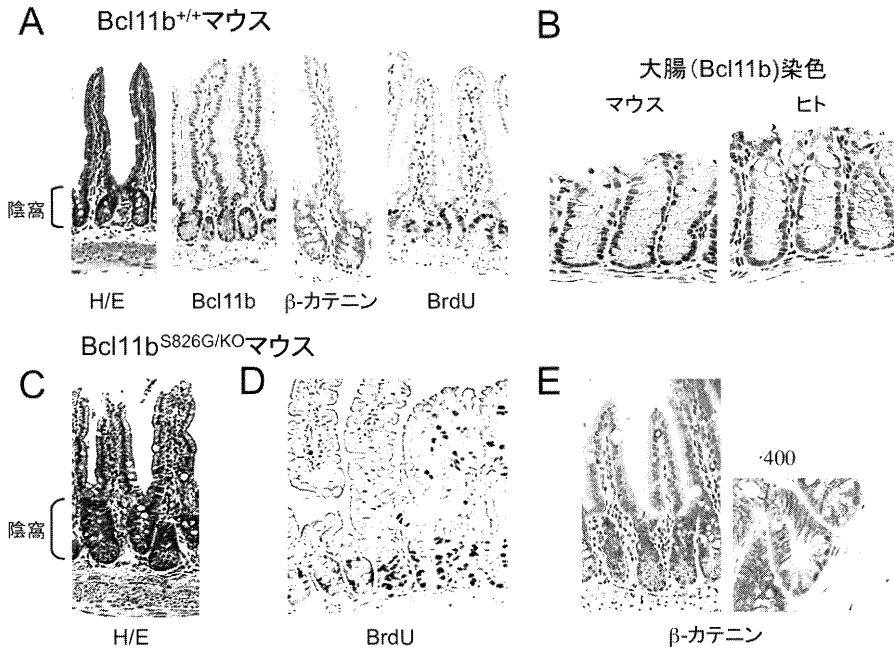 A
Bcl11b+/+マウス
陰窩
H/E
Bcl11b
β-カテニン
BrdU
B
大腸（Bcl11b）染色
マウス
ヒト
Bcl11bS826G/KOマウス
C
陰窩
H/E
D
BrdU
E
·400
β-カテニン